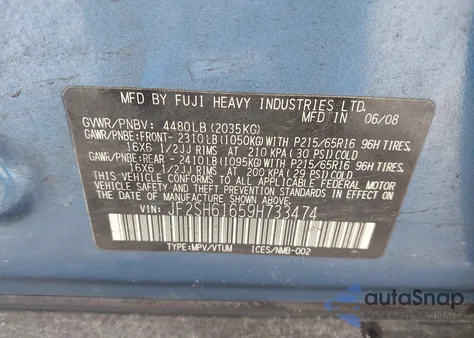 MFD BY FUJI HEAVY INDUSTRIES LTD.
MFD. IN 06/08
GVWR/PNBV: 4480LB(2035KG)
GAWR/PNBE:FRONT- 2310LB(1050KG)WITH P215/65R16 96H TIRES,
16X6 1/2JJ RIMS AT 210 KPA(30 PSI)COLD
GAWR/PNBE:REAR - 2410LB(1095KG)WITH P215/65R16 96H TIRES,
16X6 1/2JJ RIMS AT 200 KPA(29 PSI)COLD
THIS VEHICLE CONFORMS TO ALL APPLICABLE
FEDERAL MOTOR VEHICLE SAFETY STANDARDS
IN EFFECT ON THE DATE OF MANUFACTURE SHOWN ABOVE.
VIN: JF2SH61659H733474
TYPE:MPV/VTUM ICES/NMB-002
autoSnap